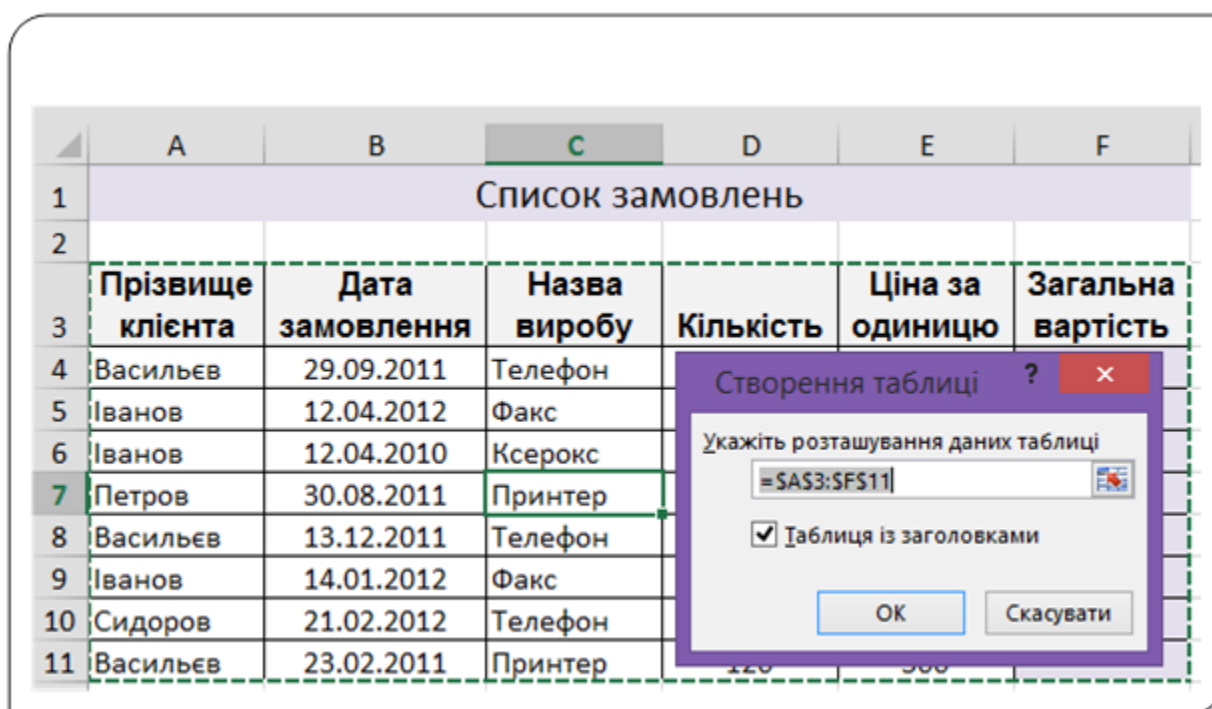 A B C D E F
1 Список замовлень
2
Прізвище Дата Назва Ціна за Загальна
3 клієнта замовлення виробу Кількість одиницю вартість
4 Васильєв 29.09.2011 Телефон
5 Іванов 12.04.2012 Факс
6 Іванов 12.04.2010 Ксерокс
7 Петров 30.08.2011 Принтер
8 Васильєв 13.12.2011 Телефон
9 Іванов 14.01.2012 Факс
10 Сидоров 21.02.2012 Телефон
11 Васильєв 23.02.2011 Принтер
Створення таблиці ? ×
Укажіть розташування даних таблиці
=$A$3:$F$11
Таблиця із заголовками
ОК Скасувати